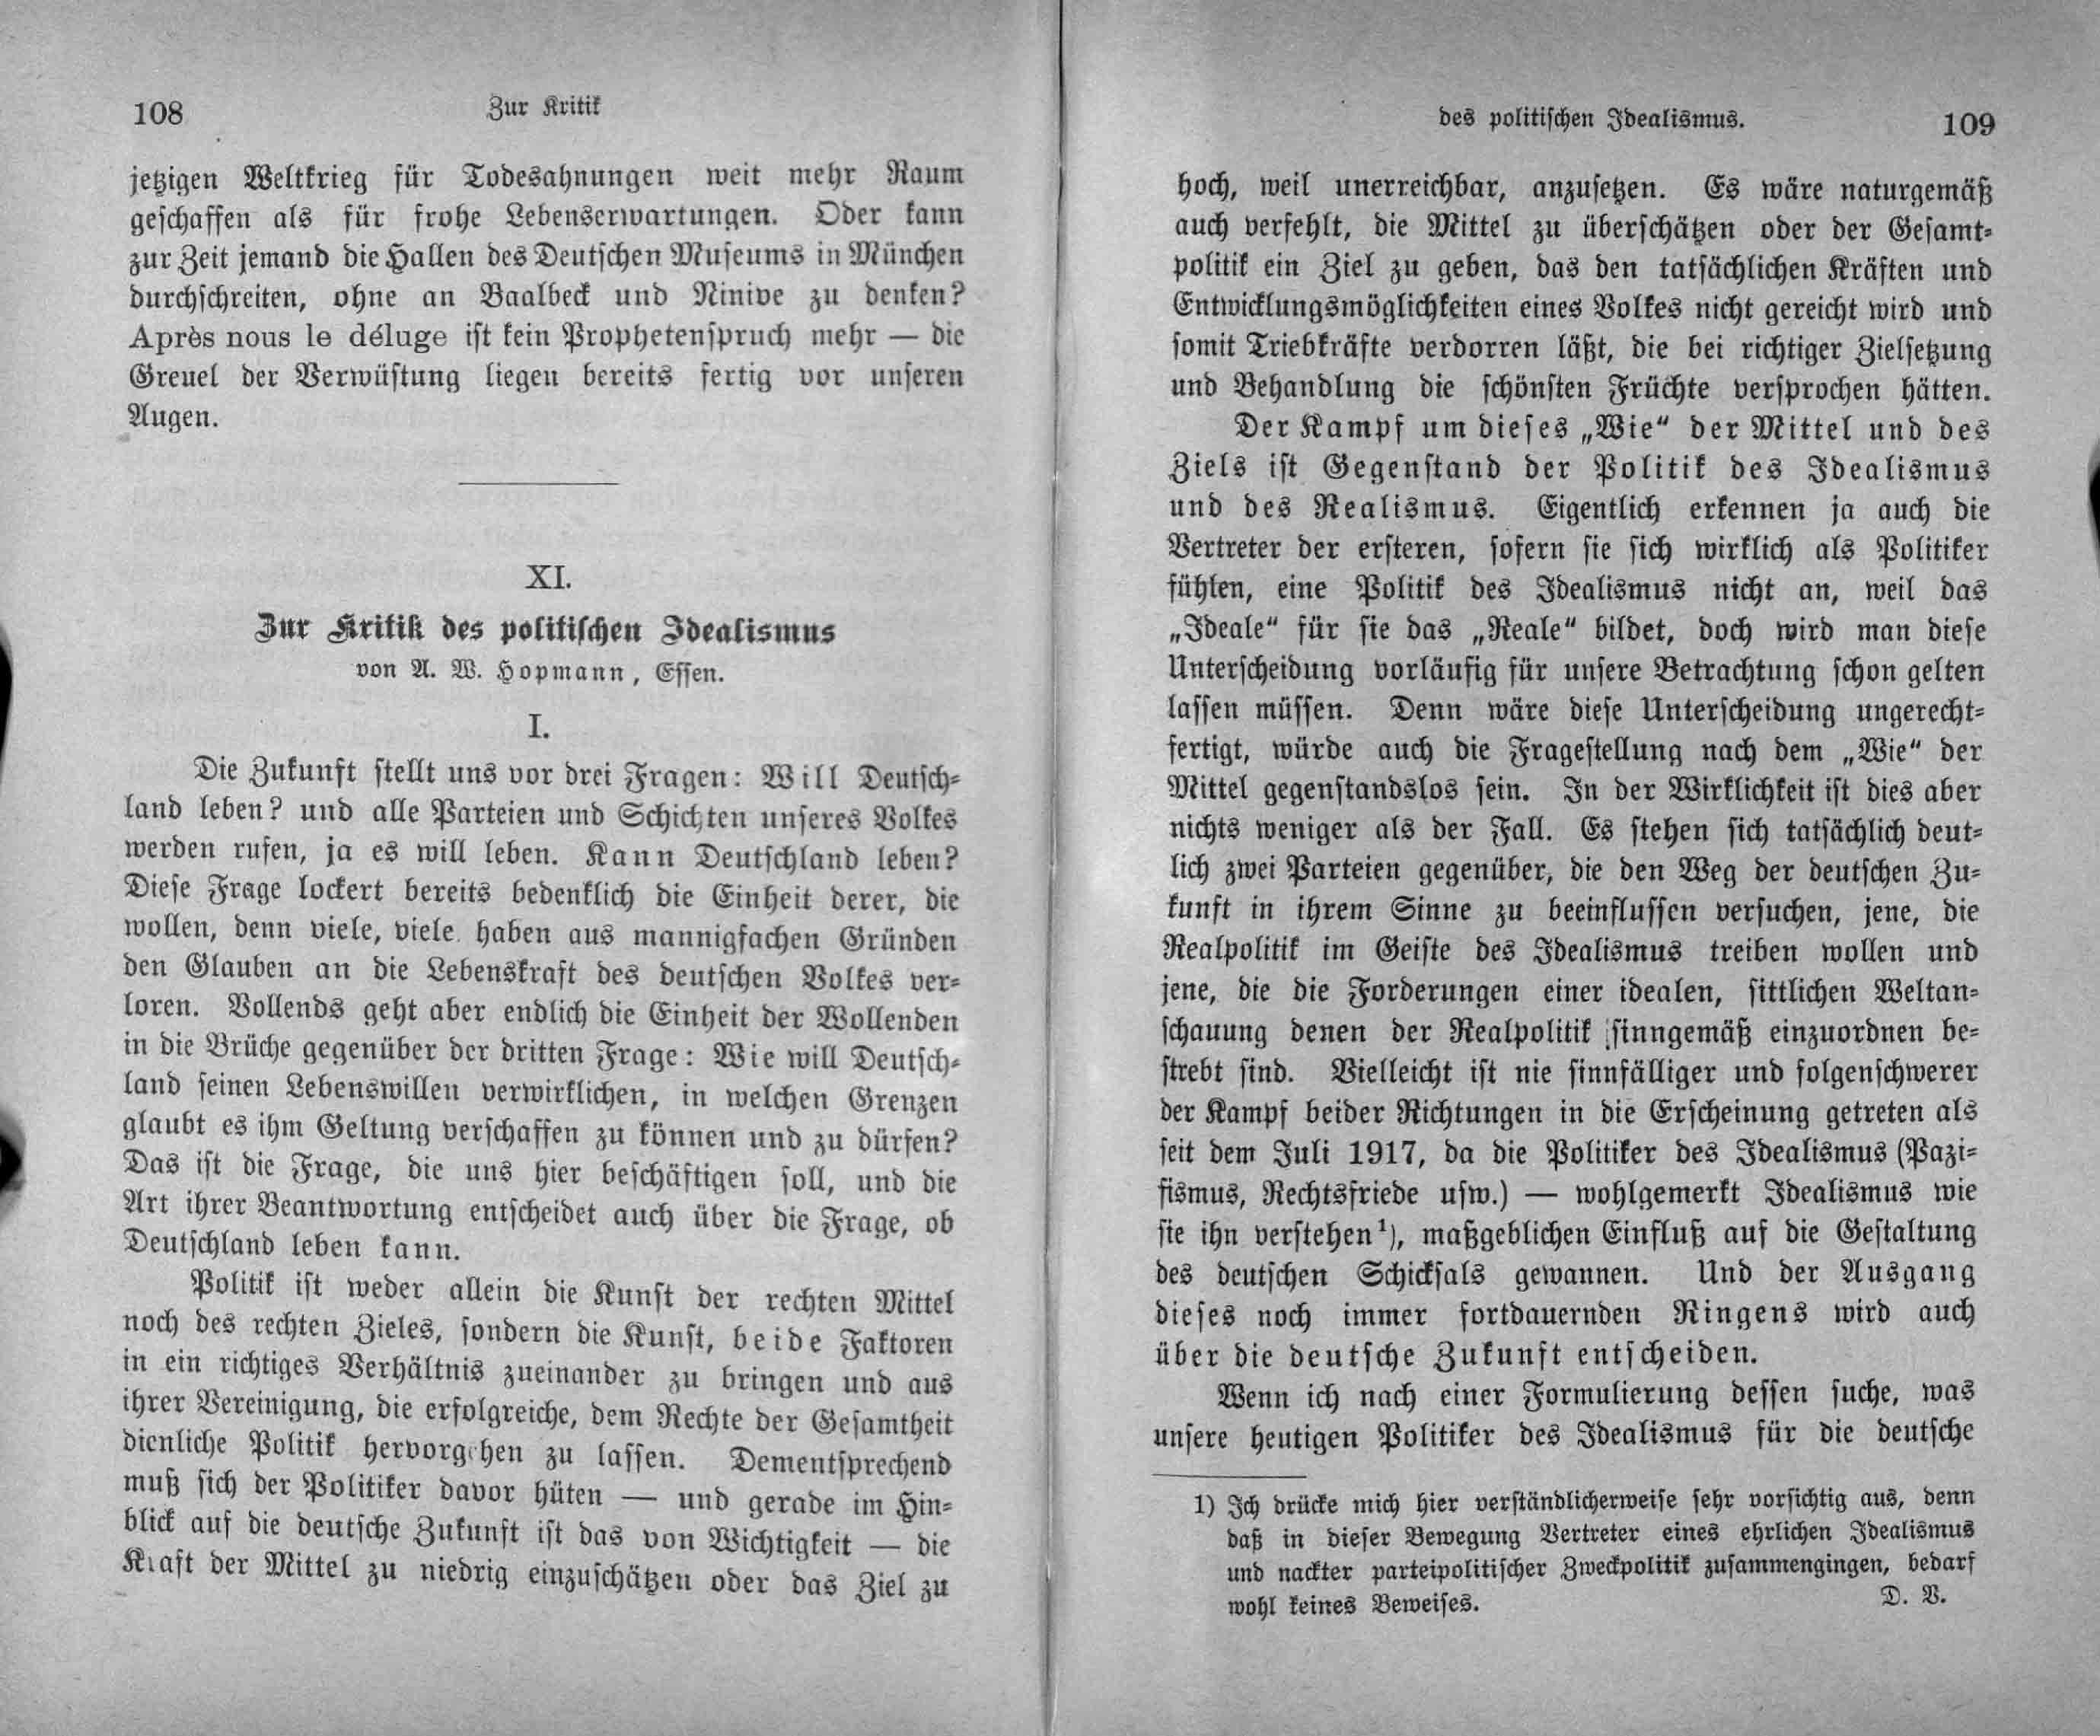 108
Zur Kritik
jetzigen Weltkrieg für Todesahnungen weit mehr Raum
geschaffen als für frohe Lebenserwartungen. Oder kann
zur Zeit jemand die Hallen des Deutschen Museums in München
durchschreiten, ohne an Baalbeck und Ninive zu denken?
Après nous le déluge ist kein Prophetenspruch mehr — die
Greuel der Verwüstung liegen bereits fertig vor unseren
Augen.
XI.
Zur Kritik des politischen Idealismus
von A. W. Hopmann, Essen.
I.
Die Zukunft stellt uns vor drei Fragen: Will Deutsch-
land leben? und alle Parteien und Schichten unseres Volkes
werden rufen, ja es will leben. Kann Deutschland leben?
Diese Frage lockert bereits bedenklich die Einheit derer, die
wollen, denn viele, viele haben aus mannigfachen Gründen
den Glauben an die Lebenskraft des deutschen Volkes ver-
loren. Vollends geht aber endlich die Einheit der Wollenden
in die Brüche gegenüber der dritten Frage: Wie will Deutsch-
land seinen Lebenswillen verwirklichen, in welchen Grenzen
glaubt es ihm Geltung verschaffen zu können und zu dürfen?
Das ist die Frage, die uns hier beschäftigen soll, und die
Art ihrer Beantwortung entscheidet auch über die Frage, ob
Deutschland leben kann.
Politik ist weder allein die Kunst der rechten Mittel
noch des rechten Zieles, sondern die Kunst, beide Faktoren
in ein richtiges Verhältnis zueinander zu bringen und aus
ihrer Vereinigung, die erfolgreiche, dem Rechte der Gesamtheit
dienliche Politik hervorgehen zu lassen. Dementsprechend
muß sich der Politiker davor hüten — und gerade im Hin-
blick auf die deutsche Zukunft ist das von Wichtigkeit — die
Kraft der Mittel zu niedrig einzuschätzen oder das Ziel zu
des politischen Idealismus.
109
hoch, weil unerreichbar, anzusetzen. Es wäre naturgemäß
auch verfehlt, die Mittel zu überschätzen oder der Gesamt-
politik ein Ziel zu geben, das den tatsächlichen Kräften und
Entwicklungsmöglichkeiten eines Volkes nicht gereicht wird und
somit Triebkräfte verdorren läßt, die bei richtiger Zielsetzung
und Behandlung die schönsten Früchte versprochen hätten.
Der Kampf um dieses „Wie“ der Mittel und des
Ziels ist Gegenstand der Politik des Idealismus
und des Realismus. Eigentlich erkennen ja auch die
Vertreter der ersteren, sofern sie sich wirklich als Politiker
fühlen, eine Politik des Idealismus nicht an, weil das
„Ideale“ für sie das „Reale“ bildet, doch wird man diese
Unterscheidung vorläufig für unsere Betrachtung schon gelten
lassen müssen. Denn wäre diese Unterscheidung ungerecht-
fertigt, würde auch die Fragestellung nach dem „Wie“ der
Mittel gegenstandslos sein. In der Wirklichkeit ist dies aber
nichts weniger als der Fall. Es stehen sich tatsächlich deut-
lich zwei Parteien gegenüber, die den Weg der deutschen Zu-
kunft in ihrem Sinne zu beeinflussen versuchen, jene, die
Realpolitik im Geiste des Idealismus treiben wollen und
jene, die die Forderungen einer idealen, sittlichen Weltan-
schauung denen der Realpolitik sinngemäß einzuordnen be-
strebt sind. Vielleicht ist nie sinnfälliger und folgenschwerer
der Kampf beider Richtungen in die Erscheinung getreten als
seit dem Juli 1917, da die Politiker des Idealismus (Pazi-
fismus, Rechtsfriede usw.) — wohlgemerkt Idealismus wie
sie ihn verstehen¹), maßgeblichen Einfluß auf die Gestaltung
des deutschen Schicksals gewannen. Und der Ausgang
dieses noch immer fortdauernden Ringens wird auch
über die deutsche Zukunft entscheiden.
Wenn ich nach einer Formulierung dessen suche, was
unsere heutigen Politiker des Idealismus für die deutsche
1) Ich drücke mich hier verständlicherweise sehr vorsichtig aus, denn
daß in dieser Bewegung Vertreter eines ehrlichen Idealismus
und nackter parteipolitischer Zweckpolitik zusammengingen, bedarf
wohl keines Beweises. D. V.